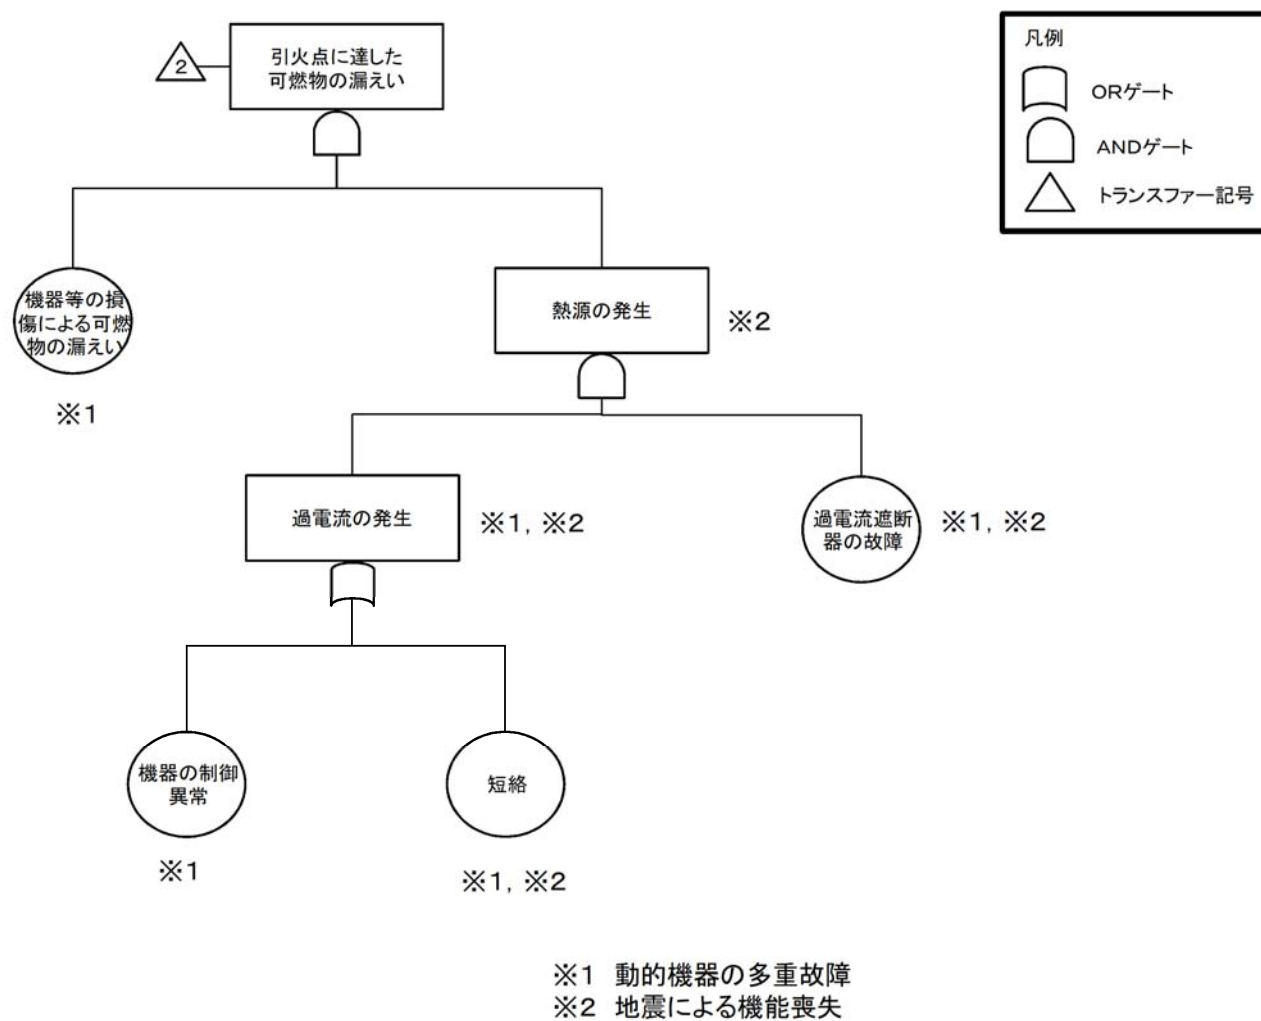 引火点に達した
可燃物の漏えい
2
凡例
ORゲート
ANDゲート
トランスファー記号
機器等の損
傷による可燃
物の漏えい
※1
熱源の発生
※2
過電流の発生
※1, ※2
過電流遮断
器の故障
※1, ※2
機器の制御
異常
※1
短絡
※1, ※2
※1 動的機器の多重故障
※2 地震による機能喪失